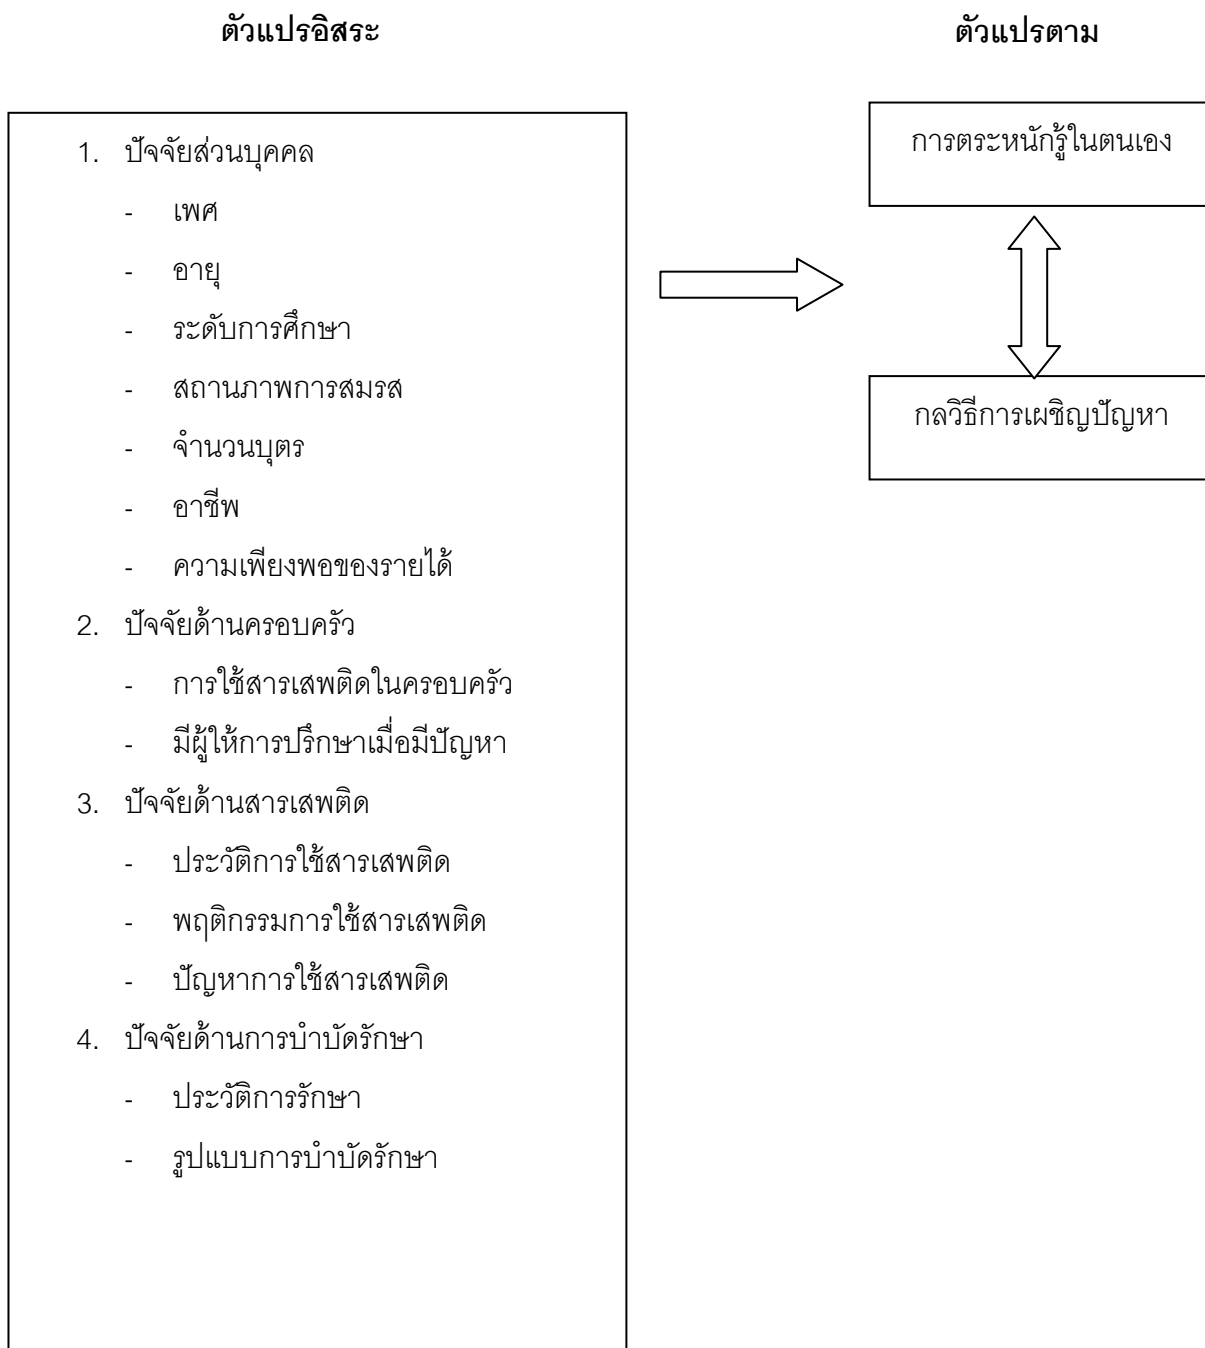 ตัวแปรอิสระ
ตัวแปรตาม
1. ปัจจัยส่วนบุคคล
- เพศ
- อายุ
- ระดับการศึกษา
- สถานภาพการสมรส
- จำนวนบุตร
- อาชีพ
- ความเพียงพอของรายได้
2. ปัจจัยด้านครอบครัว
- การใช้สารเสพติดในครอบครัว
- มีผู้ให้การปรึกษาเมื่อมีปัญหา
3. ปัจจัยด้านสารเสพติด
- ประวัติการใช้สารเสพติด
- พฤติกรรมการใช้สารเสพติด
- ปัญหาการใช้สารเสพติด
4. ปัจจัยด้านการบำบัดรักษา
- ประวัติการรักษา
- รูปแบบการบำบัดรักษา
การตระหนักรู้ในตนเอง
กลวิธีการเผชิญปัญหา